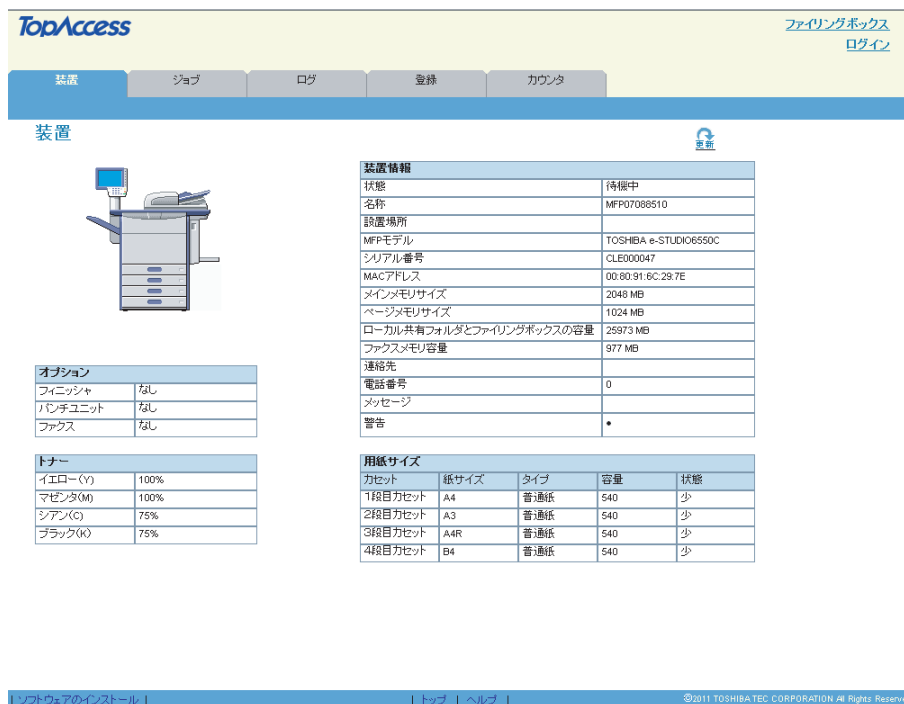 TopAccess
ファイリングボックス
ログイン
装置 ジョブ ログ 登録 カウンタ
装置
更新
装置情報
状態 待機中
名称 MFP07088510
設置場所
MFPモデル TOSHIBA e-STUDIO6550C
シリアル番号 CLE000047
MACアドレス 00:80:91:6C:29:7E
メインメモリサイズ 2048 MB
ページメモリサイズ 1024 MB
ローカル共有フォルダとファイリングボックスの容量 25973 MB
ファクスメモリ容量 977 MB
連絡先
電話番号 0
メッセージ
警告 •
オプション
フィニッシャ なし
パンチユニット なし
ファクス なし
トナー
イエロー(Y) 100%
マゼンタ(M) 100%
シアン(C) 75%
ブラック(K) 75%
用紙サイズ
カセット 紙サイズ タイプ 容量 状態
1段目カセット A4 普通紙 540 少
2段目カセット A3 普通紙 540 少
3段目カセット A4R 普通紙 540 少
4段目カセット B4 普通紙 540 少
| ソフトウェアのインストール | | トップ | ヘルプ | ©2011 TOSHIBA TEC CORPORATION All Rights Reserv